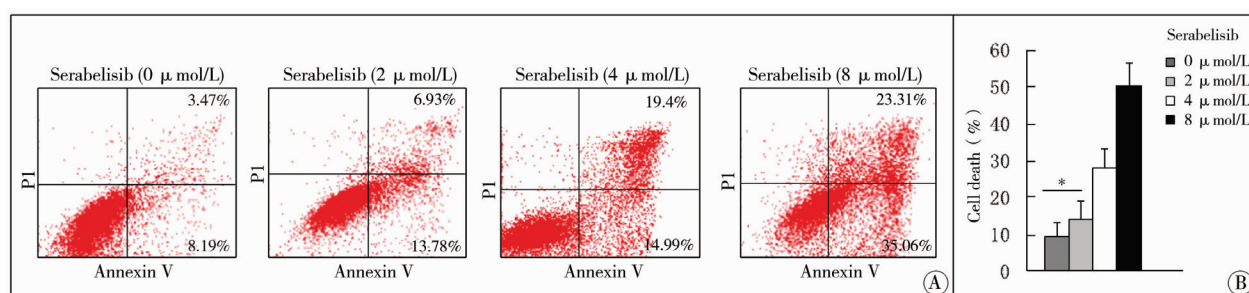 Serabelisib (0 μ mol/L)
3.47%
P1
8.19%
Annexin V
Serabelisib (2 μ mol/L)
6.93%
P1
13.78%
Annexin V
Serabelisib (4 μ mol/L)
19.4%
P1
14.99%
Annexin V
Serabelisib (8 μ mol/L)
23.31%
P1
35.06%
Annexin V
A
Cell death (%)
60
50
40
30
20
10
0
*
Serabelisib
0 μ mol/L
2 μ mol/L
4 μ mol/L
8 μ mol/L
B